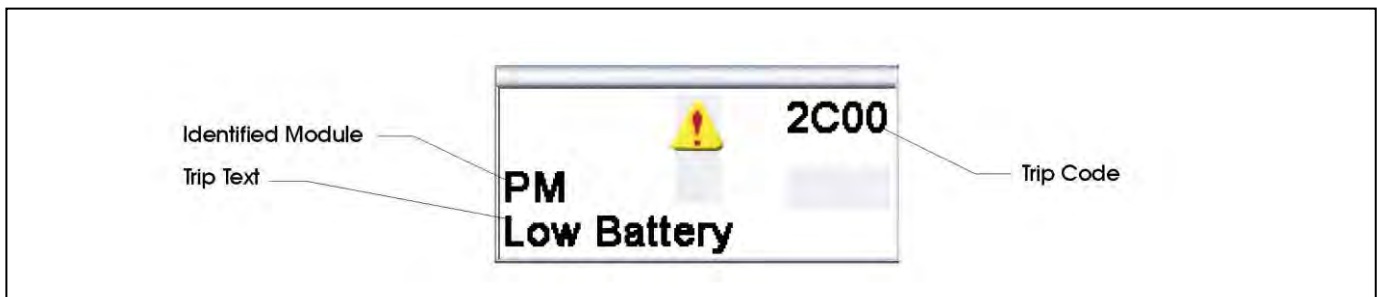 2C00
Identified Module
Trip Text
PM
Trip Code
Low Battery